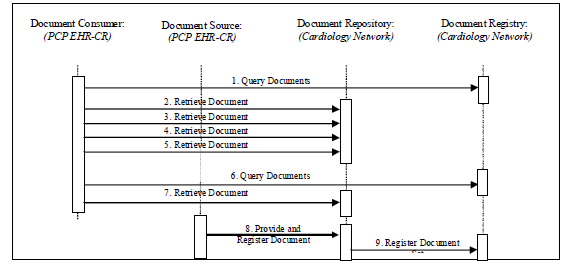 Document Consumer:
(PCP EHR-CR)
Document Source:
(PCP EHR-CR)
Document Repository:
(Cardiology Network)
Document Registry:
(Cardiology Network)
1. Query Documents
2. Retrieve Document
3. Retrieve Document
4. Retrieve Document
5. Retrieve Document
6. Query Documents
7. Retrieve Document
8. Provide and
Register Document
9. Register Document